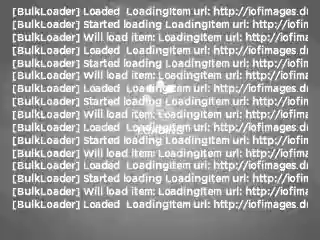 [BulkLoader] Loaded LoadingItem url: http://iofimages.d
[BulkLoader] Started loading LoadingItem url: http://iofi
[BulkLoader] Will load item: LoadingItem url: http://iofima
[BulkLoader] Loaded LoadingItem url: http://iofimages.d
[BulkLoader] Started loading LoadingItem url: http://iofi
[BulkLoader] Will load item: LoadingItem url: http://iofima
[BulkLoader] Loaded LoadingItem url: http://iofimages.d
[BulkLoader] Started loading LoadingItem url: http://iofi
[BulkLoader] Will load item: LoadingItem url: http://iofima
[BulkLoader] Loaded LoadingItem url: http://iofimages.d
[BulkLoader] Started loading LoadingItem url: http://iofi
[BulkLoader] Will load item: LoadingItem url: http://iofima
[BulkLoader] Loaded LoadingItem url: http://iofimages.d
[BulkLoader] Started loading LoadingItem url: http://iofi
[BulkLoader] Will load item: LoadingItem url: http://iofima
[BulkLoader] Loaded LoadingItem url: http://iofimages.d